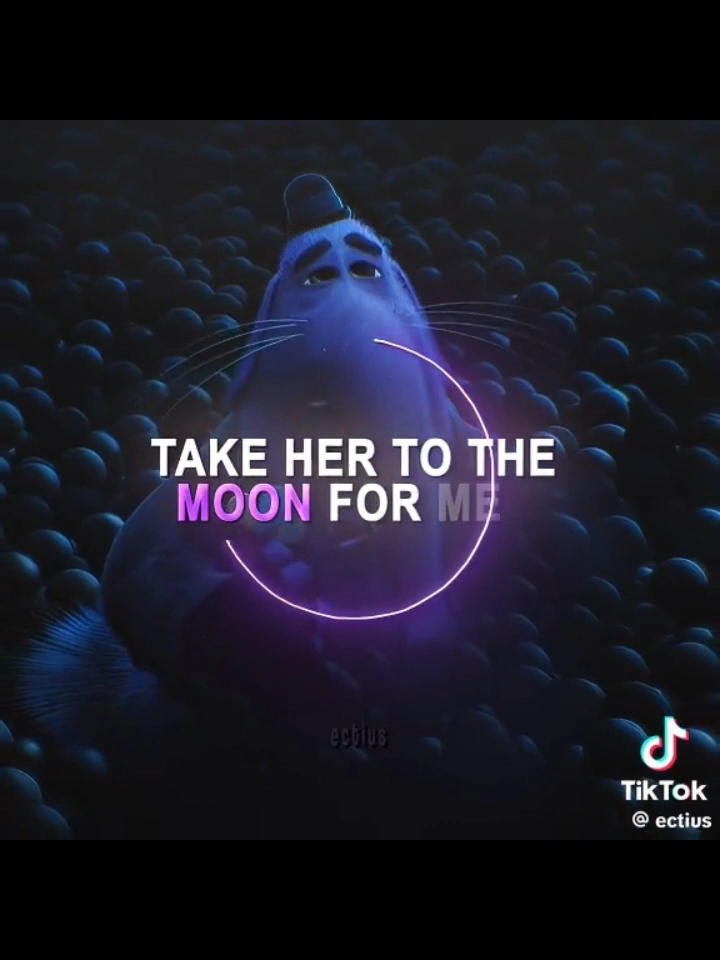 TAKE HER TO THE
MOON FOR ME
ectius
TikTok
@ ectius